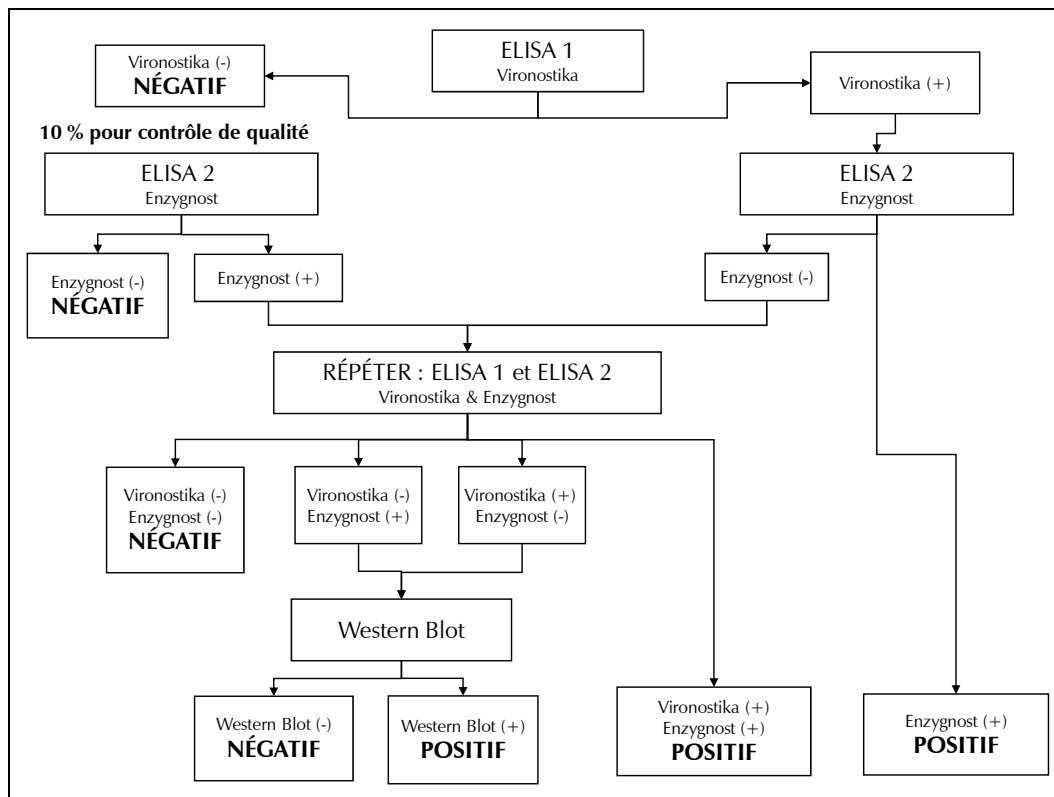 ELISA 1
Vironostika
Vironostika (-)
NÉGATIF
Vironostika (+)
10 % pour contrôle de qualité
ELISA 2
Enzygnost
ELISA 2
Enzygnost
Enzygnost (-)
NÉGATIF
Enzygnost (+)
Enzygnost (-)
RÉPÉTER : ELISA 1 et ELISA 2
Vironostika & Enzygnost
Vironostika (-)
Enzygnost (-)
NÉGATIF
Vironostika (-)
Enzygnost (+)
Vironostika (+)
Enzygnost (-)
Western Blot
Western Blot (-)
NÉGATIF
Western Blot (+)
POSITIF
Vironostika (+)
Enzygnost (+)
POSITIF
Enzygnost (+)
POSITIF